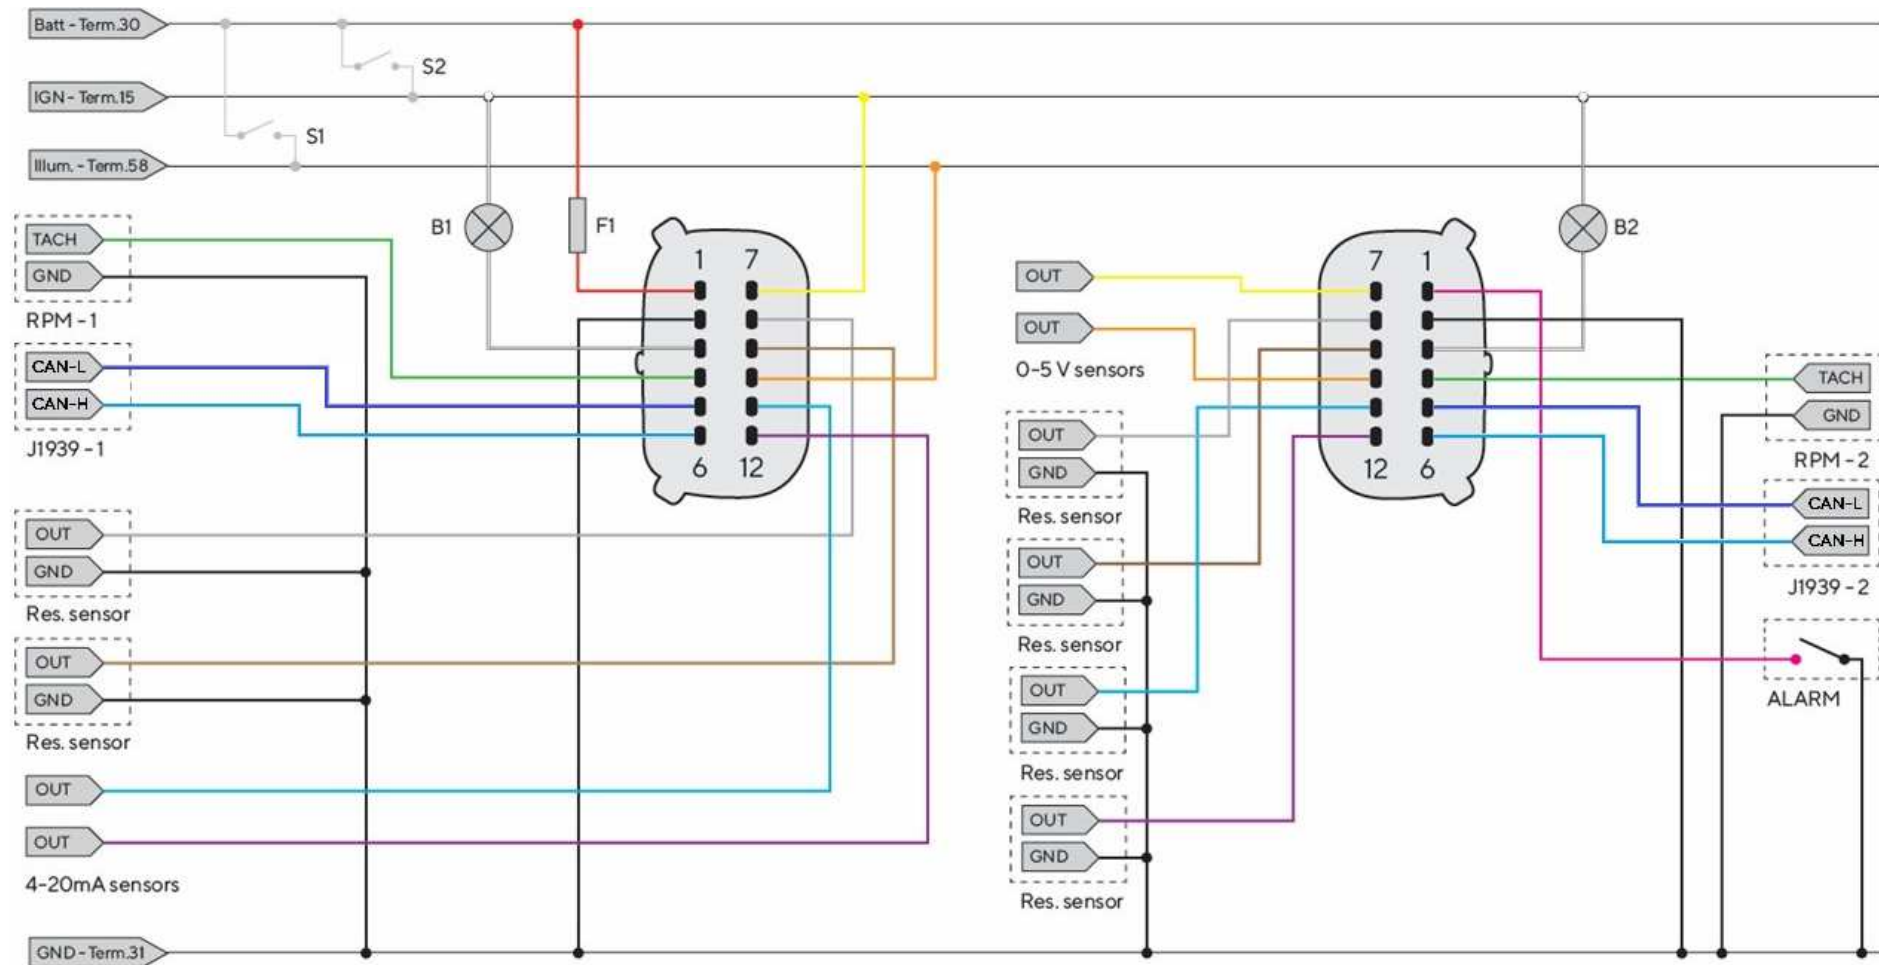 Batt - Term.30
S2
IGN - Term.15
S1
Illum. - Term.58
B1
F1
B2
TACH
GND
RPM - 1
CAN-L
CAN-H
J1939 - 1
1 7
6 12
OUT
GND
Res. sensor
OUT
GND
Res. sensor
OUT
OUT
4-20mA sensors
OUT
OUT
0-5 V sensors
OUT
GND
Res. sensor
OUT
GND
Res. sensor
OUT
GND
Res. sensor
OUT
GND
Res. sensor
7 1
12 6
TACH
GND
RPM - 2
CAN-L
CAN-H
J1939 - 2
ALARM
GND - Term.31